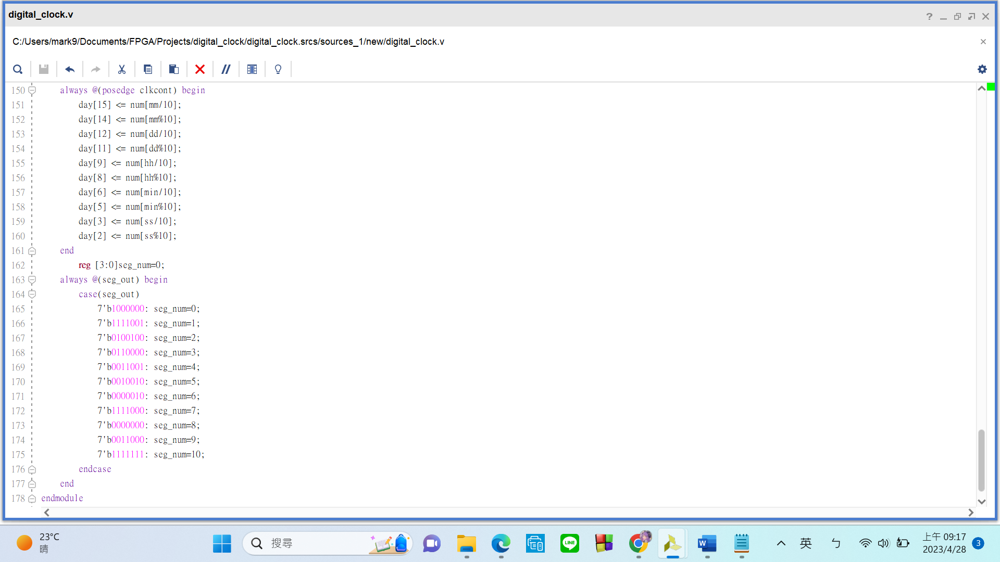 digital_clock.v
C:/Users/mark9/Documents/FPGA/Projects/digital_clock/digital_clock.srcs/sources_1/new/digital_clock.v
150 always @(posedge clkcont) begin
151 day[15] <= num[mm/10];
152 day[14] <= num[mm%10];
153 day[12] <= num[dd/10];
154 day[11] <= num[dd%10];
155 day[9] <= num[hh/10];
156 day[8] <= num[hh%10];
157 day[6] <= num[min/10];
158 day[5] <= num[min%10];
159 day[3] <= num[ss/10];
160 day[2] <= num[ss%10];
161 end
162 reg [3:0]seg_num=0;
163 always @(seg_out) begin
164 case(seg_out)
165 7'b1000000: seg_num=0;
166 7'b1111001: seg_num=1;
167 7'b0100100: seg_num=2;
168 7'b0110000: seg_num=3;
169 7'b0011001: seg_num=4;
170 7'b0010010: seg_num=5;
171 7'b0000010: seg_num=6;
172 7'b1111000: seg_num=7;
173 7'b0000000: seg_num=8;
174 7'b0011000: seg_num=9;
175 7'b1111111: seg_num=10;
176 endcase
177 end
178 endmodule
23°C
晴
搜尋
LINE
W
英
ㄅ
上午 09:17
2023/4/28
3